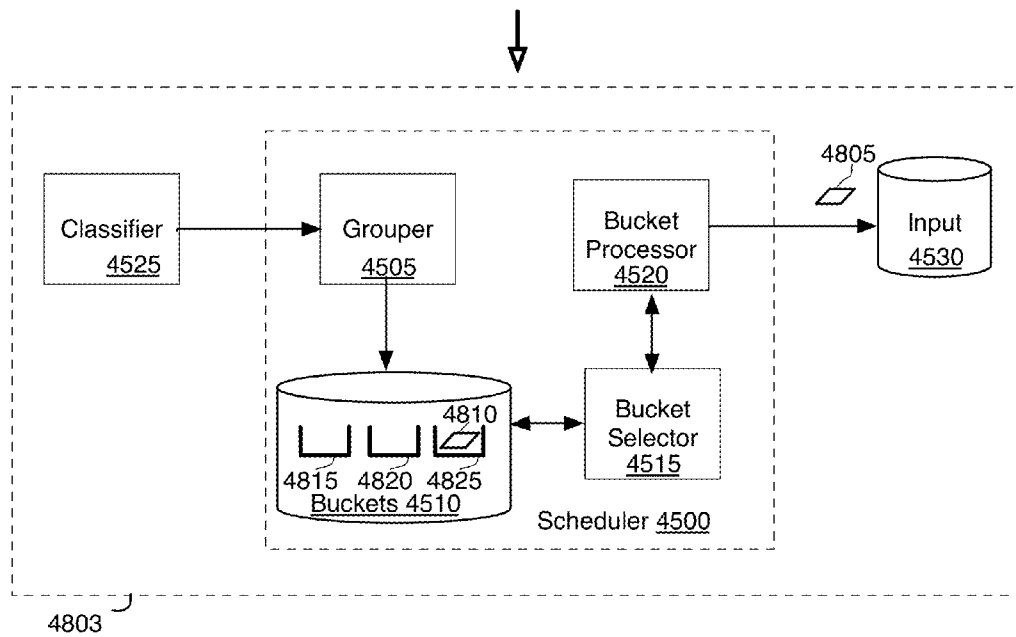 4805
Classifier
4525
Grouper
4505
Bucket
Processor
4520
Input
4530
4810
4815 4820 4825
Buckets 4510
Bucket
Selector
4515
Scheduler 4500
4803